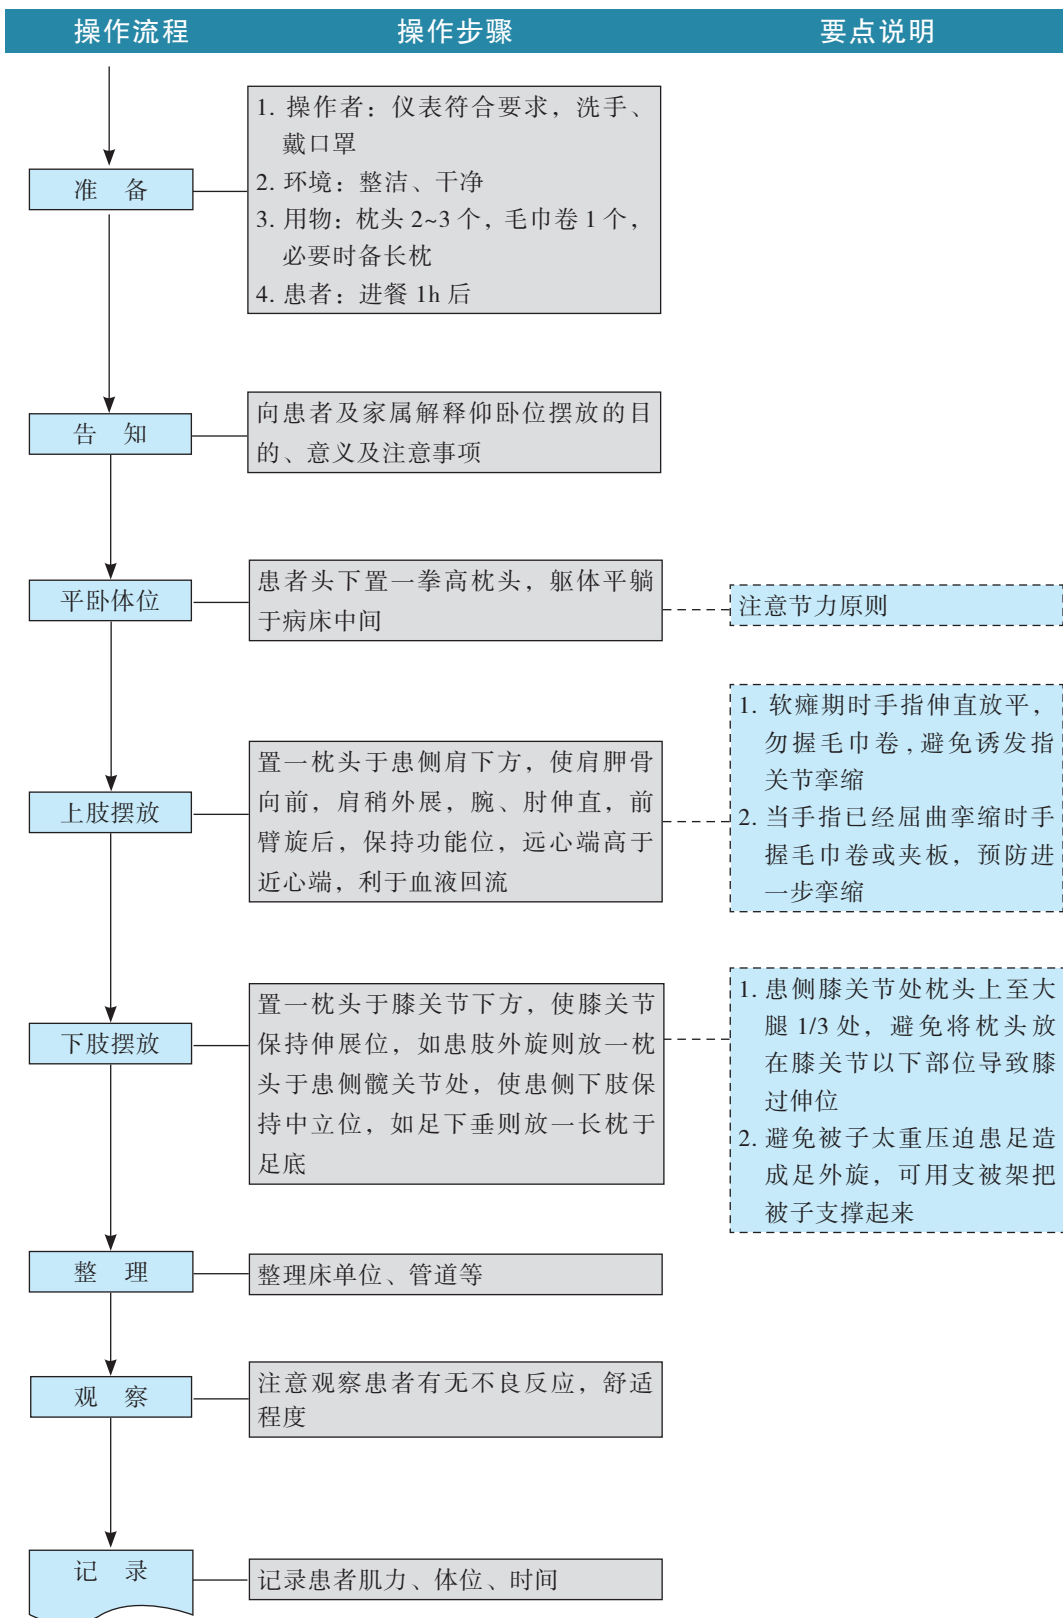 操作流程 操作步骤 要点说明
准 备
1. 操作者：仪表符合要求，洗手、
戴口罩
2. 环境：整洁、干净
3. 用物：枕头 2~3 个，毛巾卷 1 个，
必要时备长枕
4. 患者：进餐 1h 后
告 知
向患者及家属解释仰卧位摆放的目
的、意义及注意事项
平卧体位
患者头下置一拳高枕头，躯体平躺
于病床中间
注意节力原则
上肢摆放
置一枕头于患侧肩下方，使肩胛骨
向前，肩稍外展，腕、肘伸直，前
臂旋后，保持功能位，远心端高于
近心端，利于血液回流
1. 软瘫期时手指伸直放平，
勿握毛巾卷，避免诱发指
关节挛缩
2. 当手指已经屈曲挛缩时手
握毛巾卷或夹板，预防进
一步挛缩
下肢摆放
置一枕头于膝关节下方，使膝关节
保持伸展位，如患肢外旋则放一枕
头于患侧髋关节处，使患侧下肢保
持中立位，如足下垂则放一长枕于
足底
1. 患侧膝关节处枕头上至大
腿 1/3 处，避免将枕头放
在膝关节以下部位导致膝
过伸位
2. 避免被子太重压迫患足造
成足外旋，可用支被架把
被子支撑起来
整 理
整理床单位、管道等
观 察
注意观察患者有无不良反应，舒适
程度
记 录
记录患者肌力、体位、时间